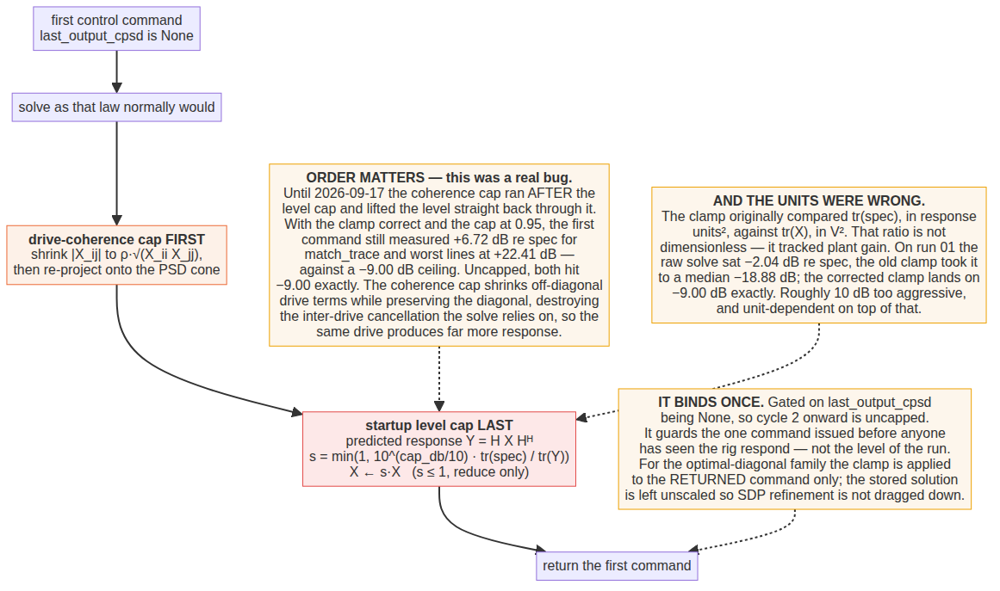 first control command
last_output_cpsd is None
solve as that law normally would
drive-coherence cap FIRST
shrink |X_ij| to ρ·√(X_ii X_jj),
then re-project onto the PSD cone
ORDER MATTERS — this was a real bug.
Until 2026-09-17 the coherence cap ran AFTER the
level cap and lifted the level straight back through it.
With the clamp correct and the cap at 0.95, the first
command still measured +6.72 dB re spec for
match_trace and worst lines at +22.41 dB —
against a −9.00 dB ceiling. Uncapped, both hit
−9.00 exactly. The coherence cap shrinks off-diagonal
drive terms while preserving the diagonal, destroying
the inter-drive cancellation the solve relies on, so the
same drive produces far more response.
AND THE UNITS WERE WRONG.
The clamp originally compared tr(spec), in response
units², against tr(X), in V². That ratio is not
dimensionless — it tracked plant gain. On run 01 the
raw solve sat −2.04 dB re spec, the old clamp took it
to a median −18.88 dB; the corrected clamp lands on
−9.00 dB exactly. Roughly 10 dB too aggressive,
and unit-dependent on top of that.
startup level cap LAST
predicted response Y = H X Hᴴ
s = min(1, 10^(cap_db/10) · tr(spec) / tr(Y))
X ← s·X (s ≤ 1, reduce only)
IT BINDS ONCE. Gated on last_output_cpsd
being None, so cycle 2 onward is uncapped.
It guards the one command issued before anyone
has seen the rig respond — not the level of the run.
For the optimal-diagonal family the clamp is applied
to the RETURNED command only; the stored solution
is left unscaled so SDP refinement is not dragged down.
return the first command